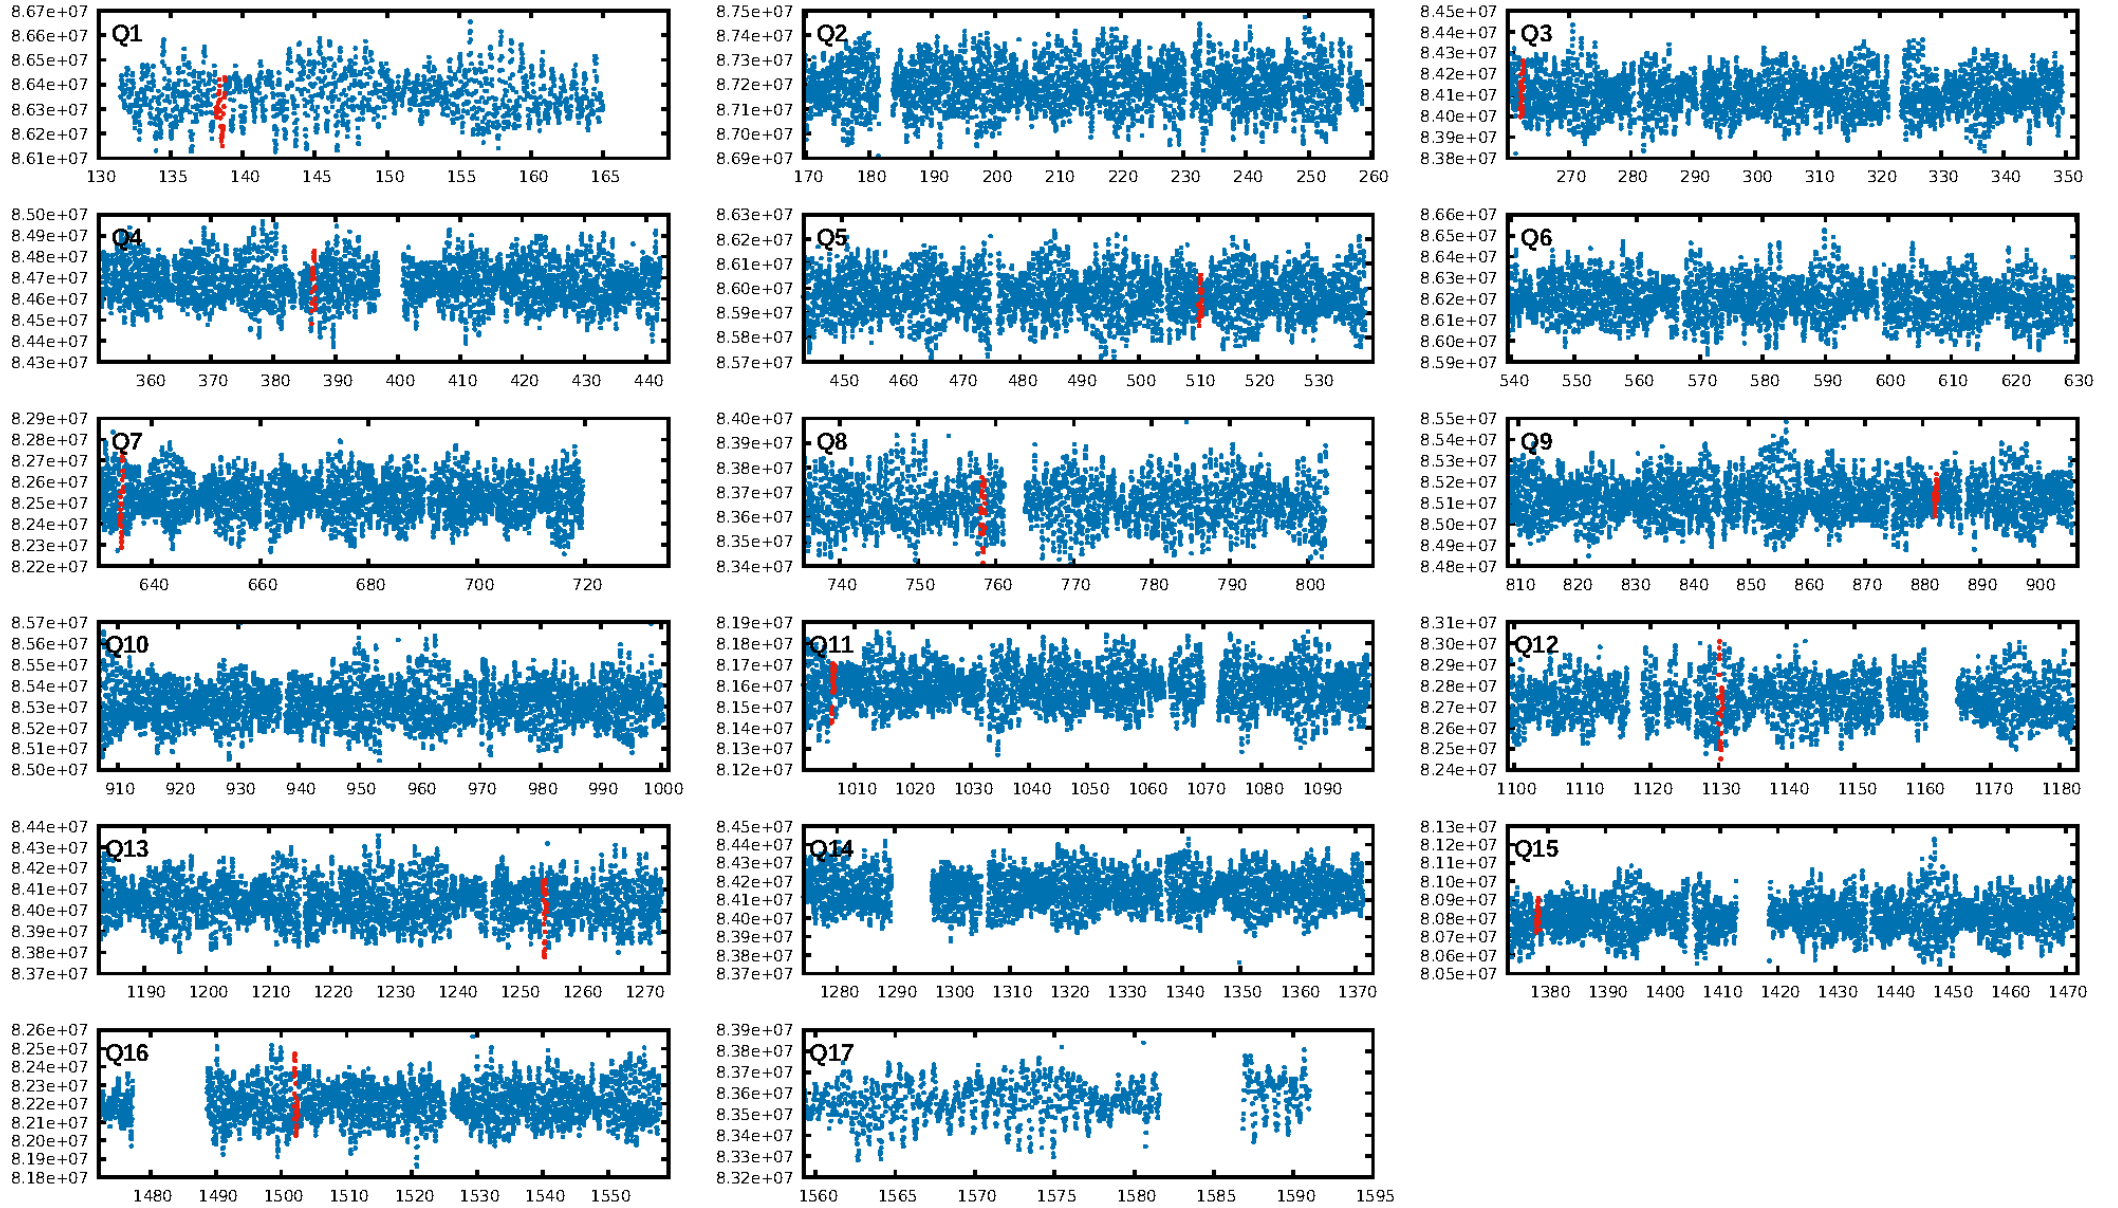 8.67e+07
8.66e+07
8.65e+07
8.64e+07
8.63e+07
8.62e+07
8.61e+07
Q1
130 135 140 145 150 155 160 165
8.75e+07
8.74e+07
8.73e+07
8.72e+07
8.71e+07
8.70e+07
8.69e+07
Q2
170 180 190 200 210 220 230 240 250 260
8.45e+07
8.44e+07
8.43e+07
8.42e+07
8.41e+07
8.40e+07
8.39e+07
8.38e+07
Q3
270 280 290 300 310 320 330 340 350
8.50e+07
8.49e+07
8.48e+07
8.47e+07
8.46e+07
8.45e+07
8.44e+07
8.43e+07
Q4
360 370 380 390 400 410 420 430 440
8.63e+07
8.62e+07
8.61e+07
8.60e+07
8.59e+07
8.58e+07
8.57e+07
Q5
450 460 470 480 490 500 510 520 530
8.66e+07
8.65e+07
8.64e+07
8.63e+07
8.62e+07
8.61e+07
8.60e+07
8.59e+07
Q6
540 550 560 570 580 590 600 610 620 630
8.29e+07
8.28e+07
8.27e+07
8.26e+07
8.25e+07
8.24e+07
8.23e+07
8.22e+07
Q7
640 660 680 700 720
8.40e+07
8.39e+07
8.38e+07
8.37e+07
8.36e+07
8.35e+07
8.34e+07
Q8
740 750 760 770 780 790 800
8.55e+07
8.54e+07
8.53e+07
8.52e+07
8.51e+07
8.50e+07
8.49e+07
8.48e+07
Q9
810 820 830 840 850 860 870 880 890 900
8.57e+07
8.56e+07
8.55e+07
8.54e+07
8.53e+07
8.52e+07
8.51e+07
8.50e+07
Q10
910 920 930 940 950 960 970 980 990 1000
8.19e+07
8.18e+07
8.17e+07
8.16e+07
8.15e+07
8.14e+07
8.13e+07
8.12e+07
Q11
1010 1020 1030 1040 1050 1060 1070 1080 1090
8.31e+07
8.30e+07
8.29e+07
8.28e+07
8.27e+07
8.26e+07
8.25e+07
8.24e+07
Q12
1100 1110 1120 1130 1140 1150 1160 1170 1180
8.44e+07
8.43e+07
8.42e+07
8.41e+07
8.40e+07
8.39e+07
8.38e+07
8.37e+07
Q13
1190 1200 1210 1220 1230 1240 1250 1260 1270
8.45e+07
8.44e+07
8.43e+07
8.42e+07
8.41e+07
8.40e+07
8.39e+07
8.38e+07
8.37e+07
Q14
1280 1290 1300 1310 1320 1330 1340 1350 1360 1370
8.13e+07
8.12e+07
8.11e+07
8.10e+07
8.09e+07
8.08e+07
8.07e+07
8.06e+07
8.05e+07
Q15
1380 1390 1400 1410 1420 1430 1440 1450 1460 1470
8.26e+07
8.25e+07
8.24e+07
8.23e+07
8.22e+07
8.21e+07
8.20e+07
8.19e+07
8.18e+07
Q16
1480 1490 1500 1510 1520 1530 1540 1550
8.39e+07
8.38e+07
8.37e+07
8.36e+07
8.35e+07
8.34e+07
8.33e+07
8.32e+07
Q17
1560 1565 1570 1575 1580 1585 1590 1595